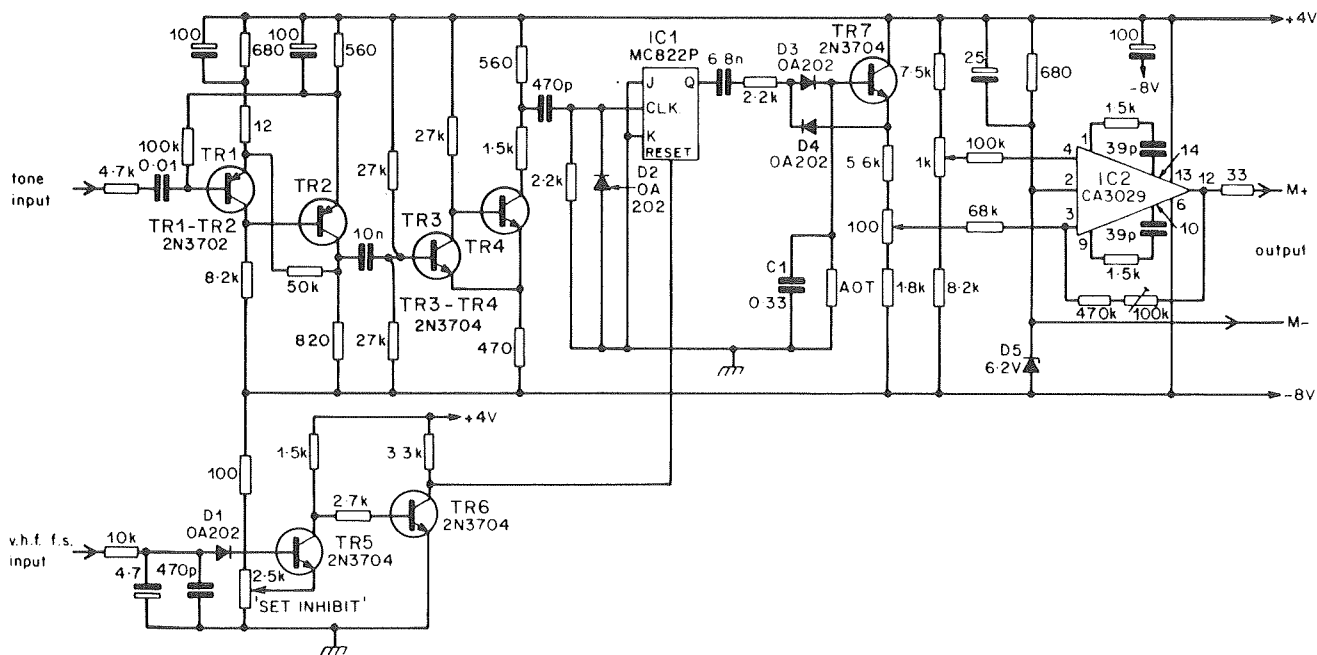 100
680
100
560
12
100k
0·01
4.7k
tone
input
TR1
TR1-TR2
2N3702
TR2
8·2k
50k
820
10n
27k
27k
27k
TR3
TR4
TR3-TR4
2N3704
560
1·5k
470
470p
2·2k
D2
OA
202
IC1
MC822P
J
Q
CLK
K
RESET
6 8n
2·2k
D3
OA202
D4
OA202
TR7
2N3704
5 6k
100
1·8k
C1
0·33
AOT
7·5k
1k
8·2k
100k
68k
25
680
100
-8V
+4V
1·5k
39p
14
1
4
2
3
9
IC2
CA3029
13
12
6
10
33
M+
39p
1·5k
output
470k
100k
M-
D5
6·2V
-8V
+4V
1·5k
3.3k
100
2·7k
TR6
2N3704
v.h.f. f.s.
input
10k
D1
OA202
TR5
2N3704
4·7
470p
2·5k
'SET INHIBIT'